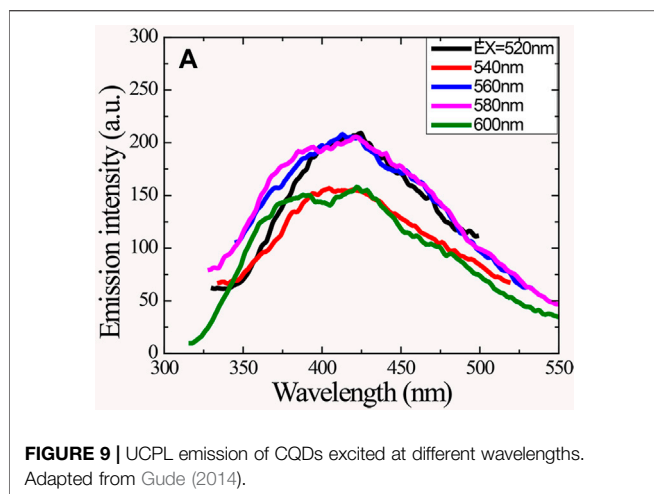 A
EX=520nm
540nm
560nm
580nm
600nm
Emission intensity (a.u.)
300
250
200
150
100
50
0
300 350 400 450 500 550
Wavelength (nm)
FIGURE 9 | UCPL emission of CQDs excited at different wavelengths.
Adapted from Gude (2014).